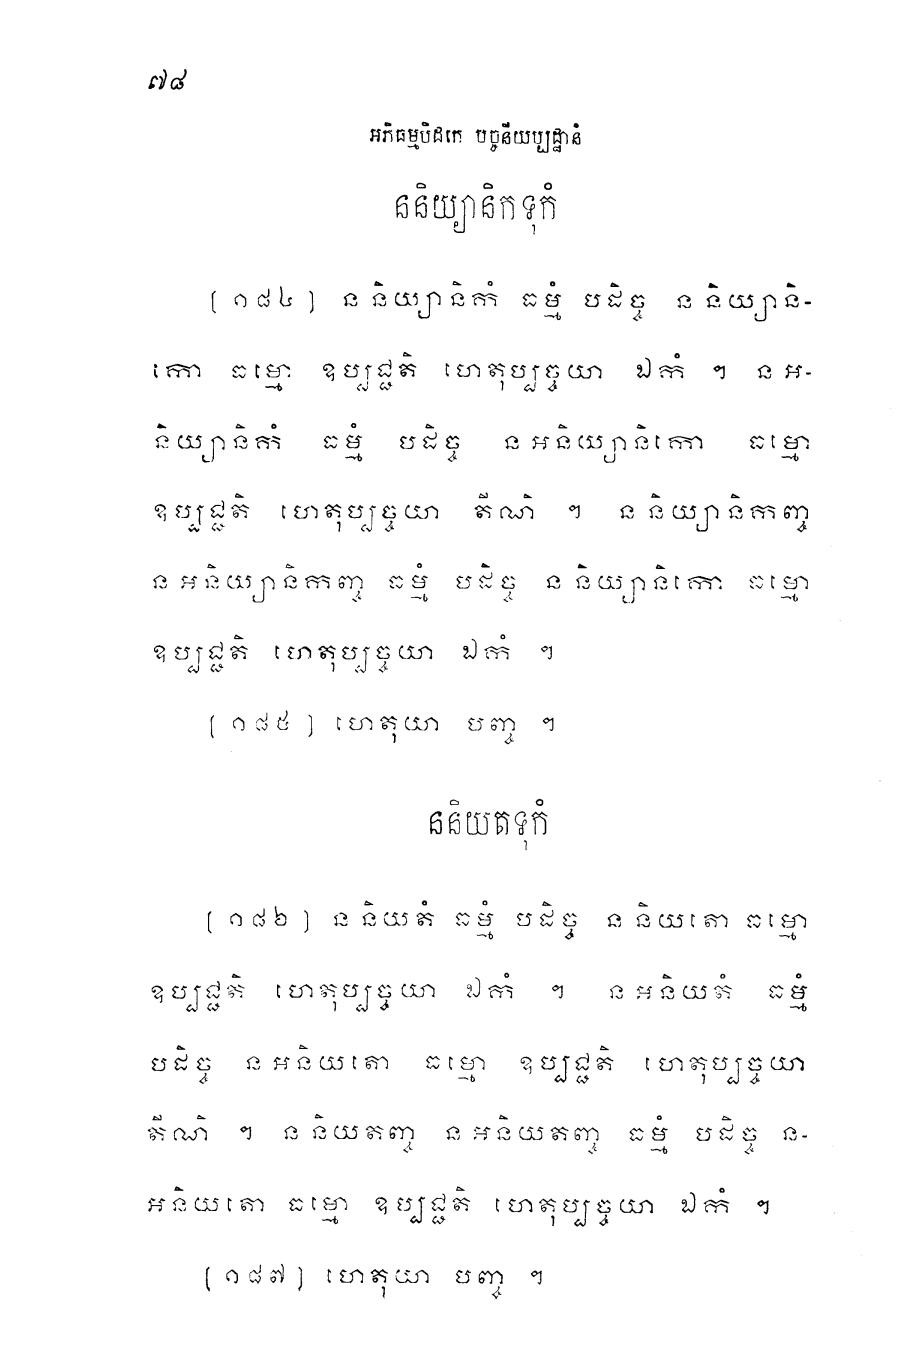 ៧៨
អភិធម្មបិដកេ បច្ចនីយប្បដ្ឋានំ
ននិយ្យានិកទុកំ
[ ១៨៤ ] ន និយ្យានិកំ ធម្មំ បដិច្ច ន និយ្យានិ-
កោ ធម្មោ ឧប្បជ្ជតិ ហេតុប្បច្ចយា ឯកំ ។ ន អ-
និយ្យានិកំ ធម្មំ បដិច្ច ន អនិយ្យានិកោ ធម្មោ
ឧប្បជ្ជតិ ហេតុប្បច្ចយា តីណិ ។ ន និយ្យានិកញ្ច
ន អនិយ្យានិកញ្ច ធម្មំ បដិច្ច ន និយ្យានិកោ ធម្មោ
ឧប្បជ្ជតិ ហេតុប្បច្ចយា ឯកំ ។
[ ១៨៥ ] ហេតុយា បញ្ច ។
ននិយតទុកំ
[ ១៨៦ ] ន និយតំ ធម្មំ បដិច្ច ន និយតោ ធម្មោ
ឧប្បជ្ជតិ ហេតុប្បច្ចយា ឯកំ ។ ន អនិយតំ ធម្មំ
បដិច្ច ន អនិយតោ ធម្មោ ឧប្បជ្ជតិ ហេតុប្បច្ចយា
តីណិ ។ ន និយតញ្ច ន អនិយតញ្ច ធម្មំ បដិច្ច ន-
អនិយតោ ធម្មោ ឧប្បជ្ជតិ ហេតុប្បច្ចយា ឯកំ ។
[ ១៨៧ ] ហេតុយា បញ្ច ។